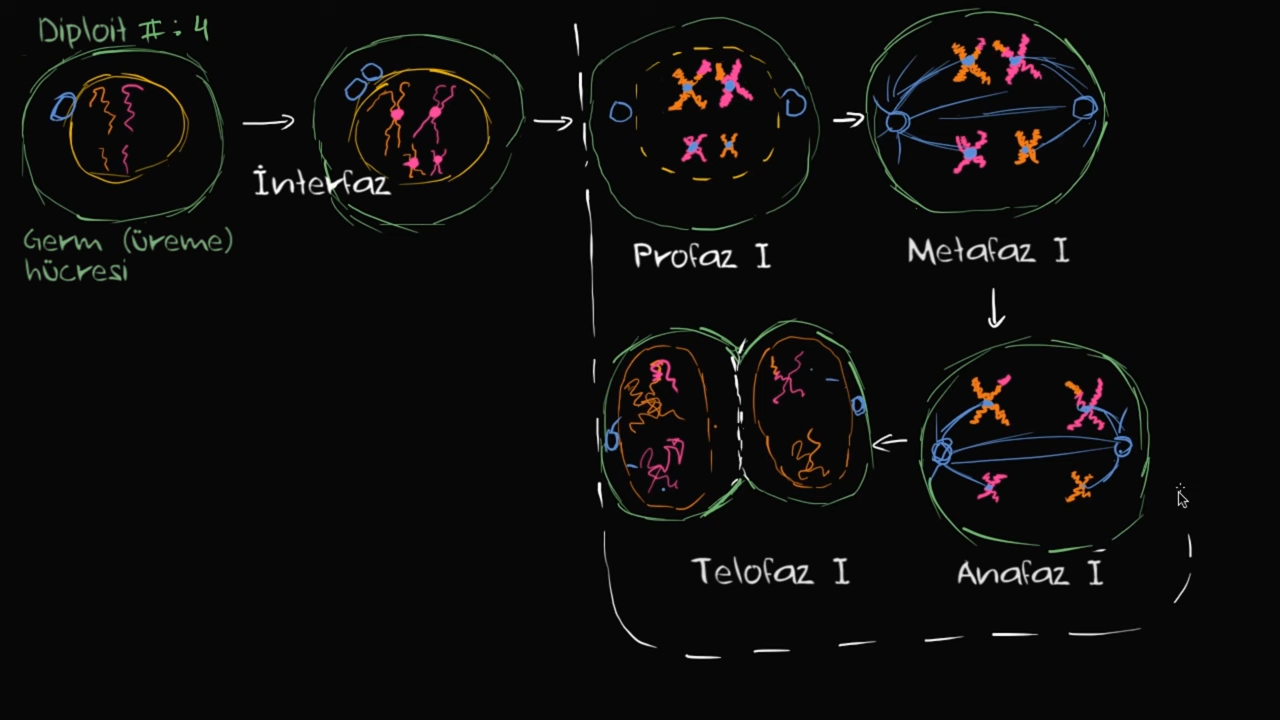 Diploit #: 4
Germ (üreme)
hücresi
İnterfaz
Profaz I
Metafaz I
Telofaz I
Anafaz I